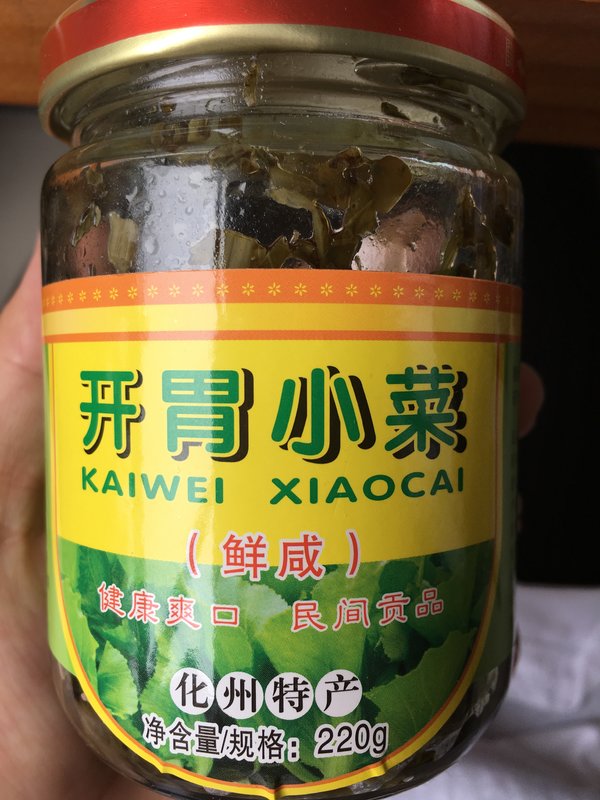 开胃小菜
KAIWEI XIAOCAI
(鲜咸)
健康爽口 民间贡品
化州特产
净含量/规格：220g